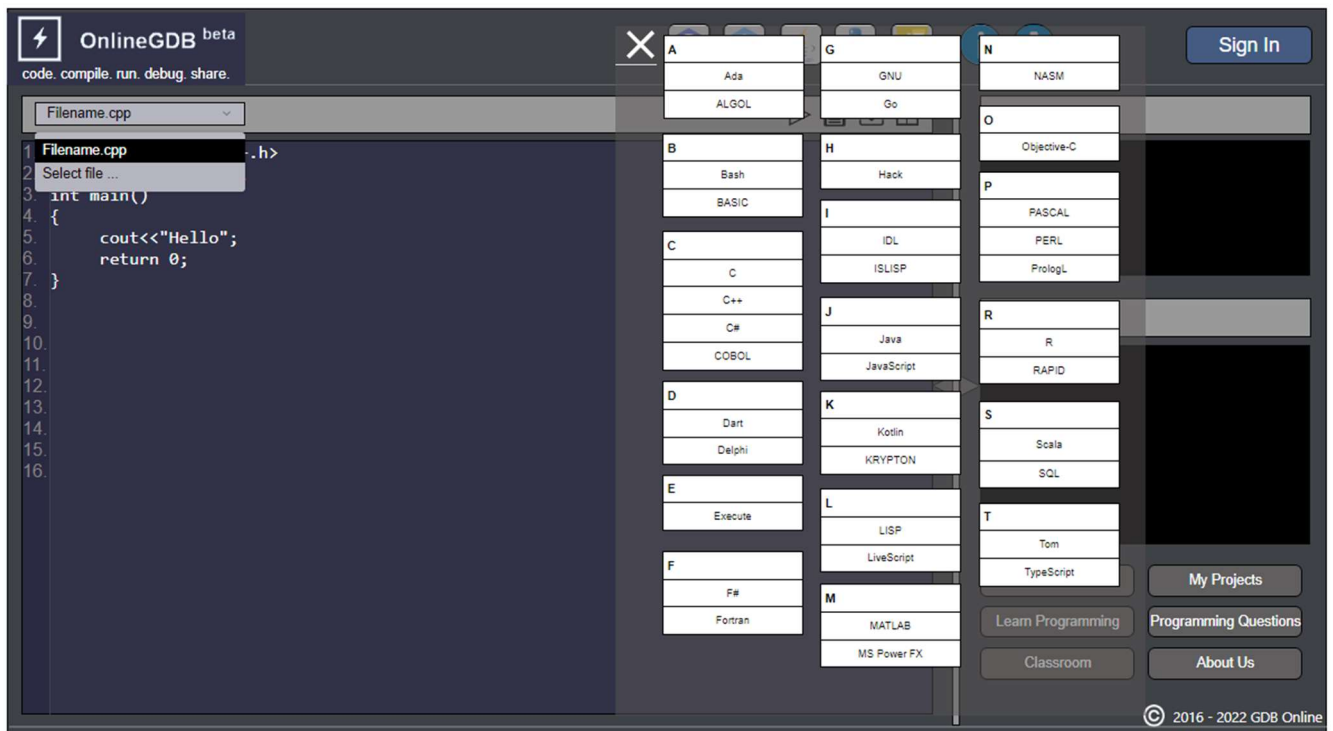 OnlineGDB beta
code. compile. run. debug. share.
Sign In
Filename.cpp
Filename.cpp
Select file ...
1 .h>
2
3. int main()
4. {
5. cout<<"Hello";
6. return 0;
7. }
8.
9.
10.
11.
12.
13.
14.
15.
16.
A
Ada
ALGOL
B
Bash
BASIC
C
C
C++
C#
COBOL
D
Dart
Delphi
E
Execute
F
F#
Fortran
G
GNU
Go
H
Hack
I
IDL
ISLISP
J
Java
JavaScript
K
Kotlin
KRYPTON
L
LISP
LiveScript
M
MATLAB
MS Power FX
N
NASM
O
Objective-C
P
PASCAL
PERL
PrologL
R
R
RAPID
S
Scala
SQL
T
Tom
TypeScript
My Projects
Learn Programming
Programming Questions
Classroom
About Us
© 2016 - 2022 GDB Online